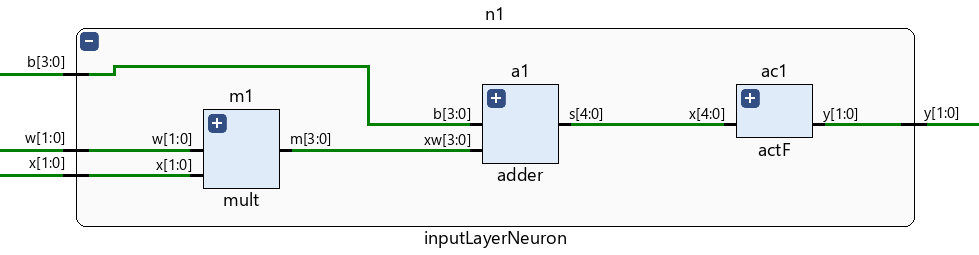 n1
b[3:0]
w[1:0]
x[1:0]
m1
w[1:0]
x[1:0]
m[3:0]
mult
a1
b[3:0]
xw[3:0]
s[4:0]
adder
ac1
x[4:0]
y[1:0]
actF
y[1:0]
inputLayerNeuron